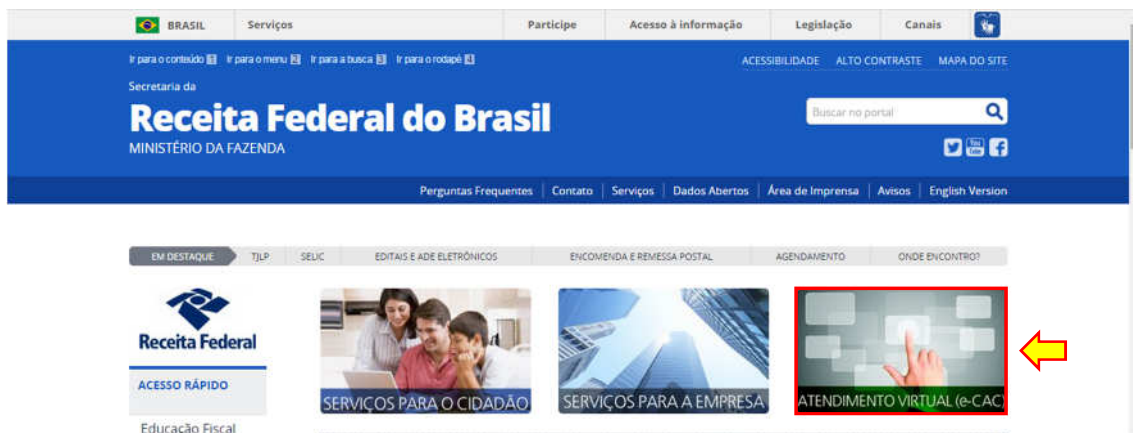 BRASIL Serviços Participe Acesso à informação Legislação Canais
Ir para o conteúdo 1 Ir para o menu 2 Ir para a busca 3 Ir para o rodapé 4 ACESSIBILIDADE ALTO CONTRASTE MAPA DO SITE
Secretaria da
Receita Federal do Brasil
Buscar no portal
MINISTÉRIO DA FAZENDA
You Tube
Perguntas Frequentes Contato Serviços Dados Abertos Área de Imprensa Avisos English Version
EM DESTAQUE TJLP SELIC EDITAIS E ADE ELETRÔNICOS ENCOMENDA E REMESSA POSTAL AGENDAMENTO ONDE ENCONTRO?
Receita Federal
ACESSO RÁPIDO
SERVIÇOS PARA O CIDADÃO SERVIÇOS PARA A EMPRESA ATENDIMENTO VIRTUAL (e-CAC)
Educação Fiscal